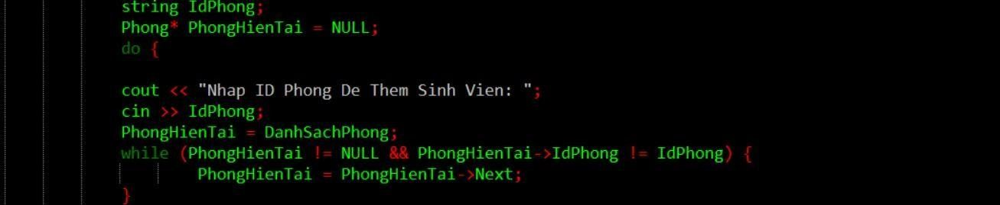 string IdPhong;
Phong* PhongHienTai = NULL;
do {
cout << "Nhap ID Phong De Them Sinh Vien: ";
cin >> IdPhong;
PhongHienTai = DanhSachPhong;
while (PhongHienTai != NULL && PhongHienTai->IdPhong != IdPhong) {
PhongHienTai = PhongHienTai->Next;
}